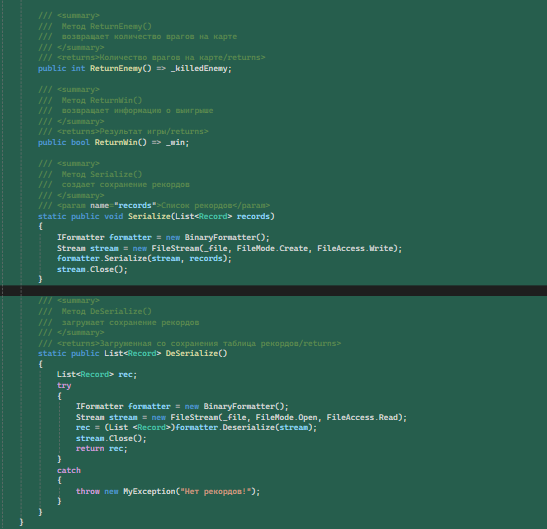 /// <summary>
///  Метод ReturnEnemy()
///  возвращает количество врагов на карте
/// </summary>
/// <returns>Количество врагов на карте/returns>
public int ReturnEnemy() => _killedEnemy;
/// <summary>
///  Метод ReturnWin()
///  возвращает информацию о выигрыше
/// </summary>
/// <returns>Результат игры/returns>
public bool ReturnWin() => _win;
/// <summary>
///  Метод Serialize()
///  создает сохранение рекордов
/// </summary>
/// <param name="records">Список рекордов</param>
static public void Serialize(List<Record> records)
{
IFormatter formatter = new BinaryFormatter();
Stream stream = new FileStream(_file, FileMode.Create, FileAccess.Write);
formatter.Serialize(stream, records);
stream.Close();
}
/// <summary>
///  Метод DeSerialize()
///  загружает сохранение рекордов
/// </summary>
/// <returns>Загруженная со сохранения таблица рекордов/returns>
static public List<Record> DeSerialize()
{
List<Record> rec;
try
{
IFormatter formatter = new BinaryFormatter();
Stream stream = new FileStream(_file, FileMode.Open, FileAccess.Read);
rec = (List <Record>)formatter.Deserialize(stream);
stream.Close();
return rec;
}
catch
{
throw new MyException("Нет рекордов!");
}
}
}